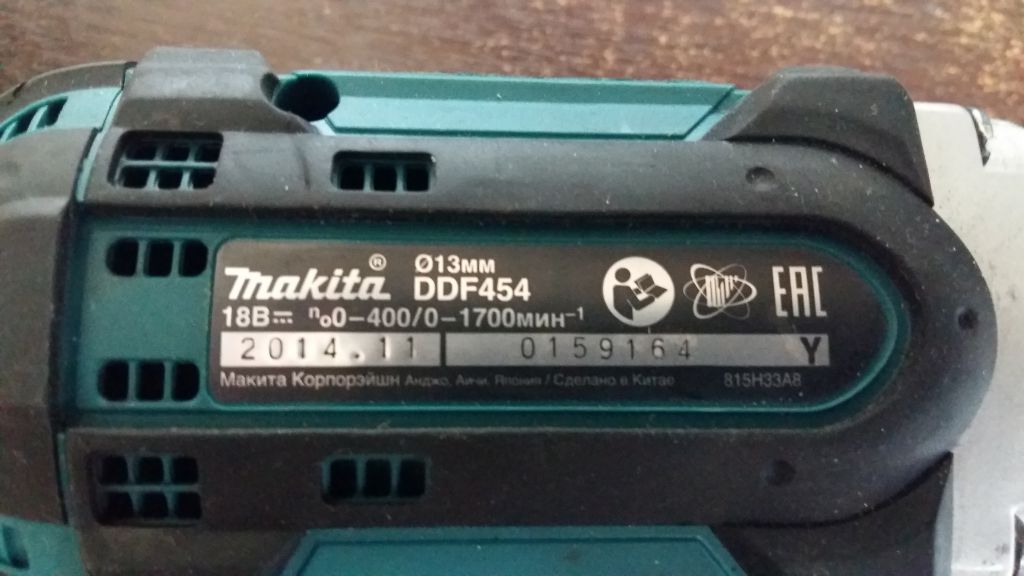 makita® Ø13мм
DDF454
18В⎓ n₀0–400/0–1700мин⁻¹
EAC
2014.11 0159164 Y
Макита Корпорэйшн Анджо, Аичи, Япония / Сделано в Китае 815H33A8